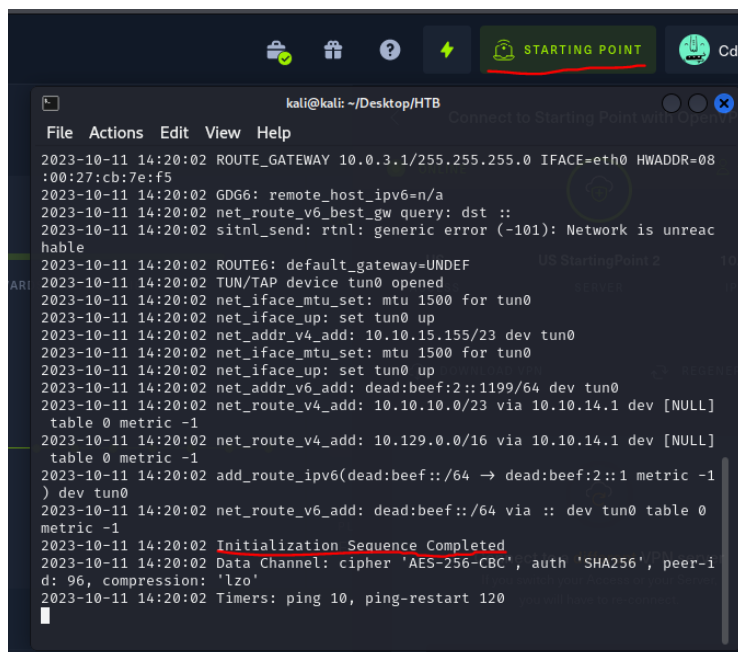 STARTING POINT
Cd
kali@kali: ~/Desktop/HTB
Connect to Starting Point with OpenVP
File Actions Edit View Help
2023-10-11 14:20:02 ROUTE_GATEWAY 10.0.3.1/255.255.255.0 IFACE=eth0 HWADDR=08
:00:27:cb:7e:f5
2023-10-11 14:20:02 GDG6: remote_host_ipv6=n/a
2023-10-11 14:20:02 net_route_v6_best_gw query: dst ::
2023-10-11 14:20:02 sitnl_send: rtnl: generic error (-101): Network is unreac
hable
2023-10-11 14:20:02 ROUTE6: default_gateway=UNDEF
US StartingPoint 2
2023-10-11 14:20:02 TUN/TAP device tun0 opened
2023-10-11 14:20:02 net_iface_mtu_set: mtu 1500 for tun0
2023-10-11 14:20:02 net_iface_up: set tun0 up
2023-10-11 14:20:02 net_addr_v4_add: 10.10.15.155/23 dev tun0
2023-10-11 14:20:02 net_iface_mtu_set: mtu 1500 for tun0
2023-10-11 14:20:02 net_iface_up: set tun0 up
2023-10-11 14:20:02 net_addr_v6_add: dead:beef:2::1199/64 dev tun0
2023-10-11 14:20:02 net_route_v4_add: 10.10.10.0/23 via 10.10.14.1 dev [NULL]
table 0 metric -1
2023-10-11 14:20:02 net_route_v4_add: 10.129.0.0/16 via 10.10.14.1 dev [NULL]
table 0 metric -1
2023-10-11 14:20:02 add_route_ipv6(dead:beef::/64 → dead:beef:2::1 metric -1
) dev tun0
2023-10-11 14:20:02 net_route_v6_add: dead:beef::/64 via :: dev tun0 table 0
metric -1
2023-10-11 14:20:02 Initialization Sequence Completed
2023-10-11 14:20:02 Data Channel: cipher 'AES-256-CBC', auth 'SHA256', peer-i
d: 96, compression: 'lzo'
2023-10-11 14:20:02 Timers: ping 10, ping-restart 120